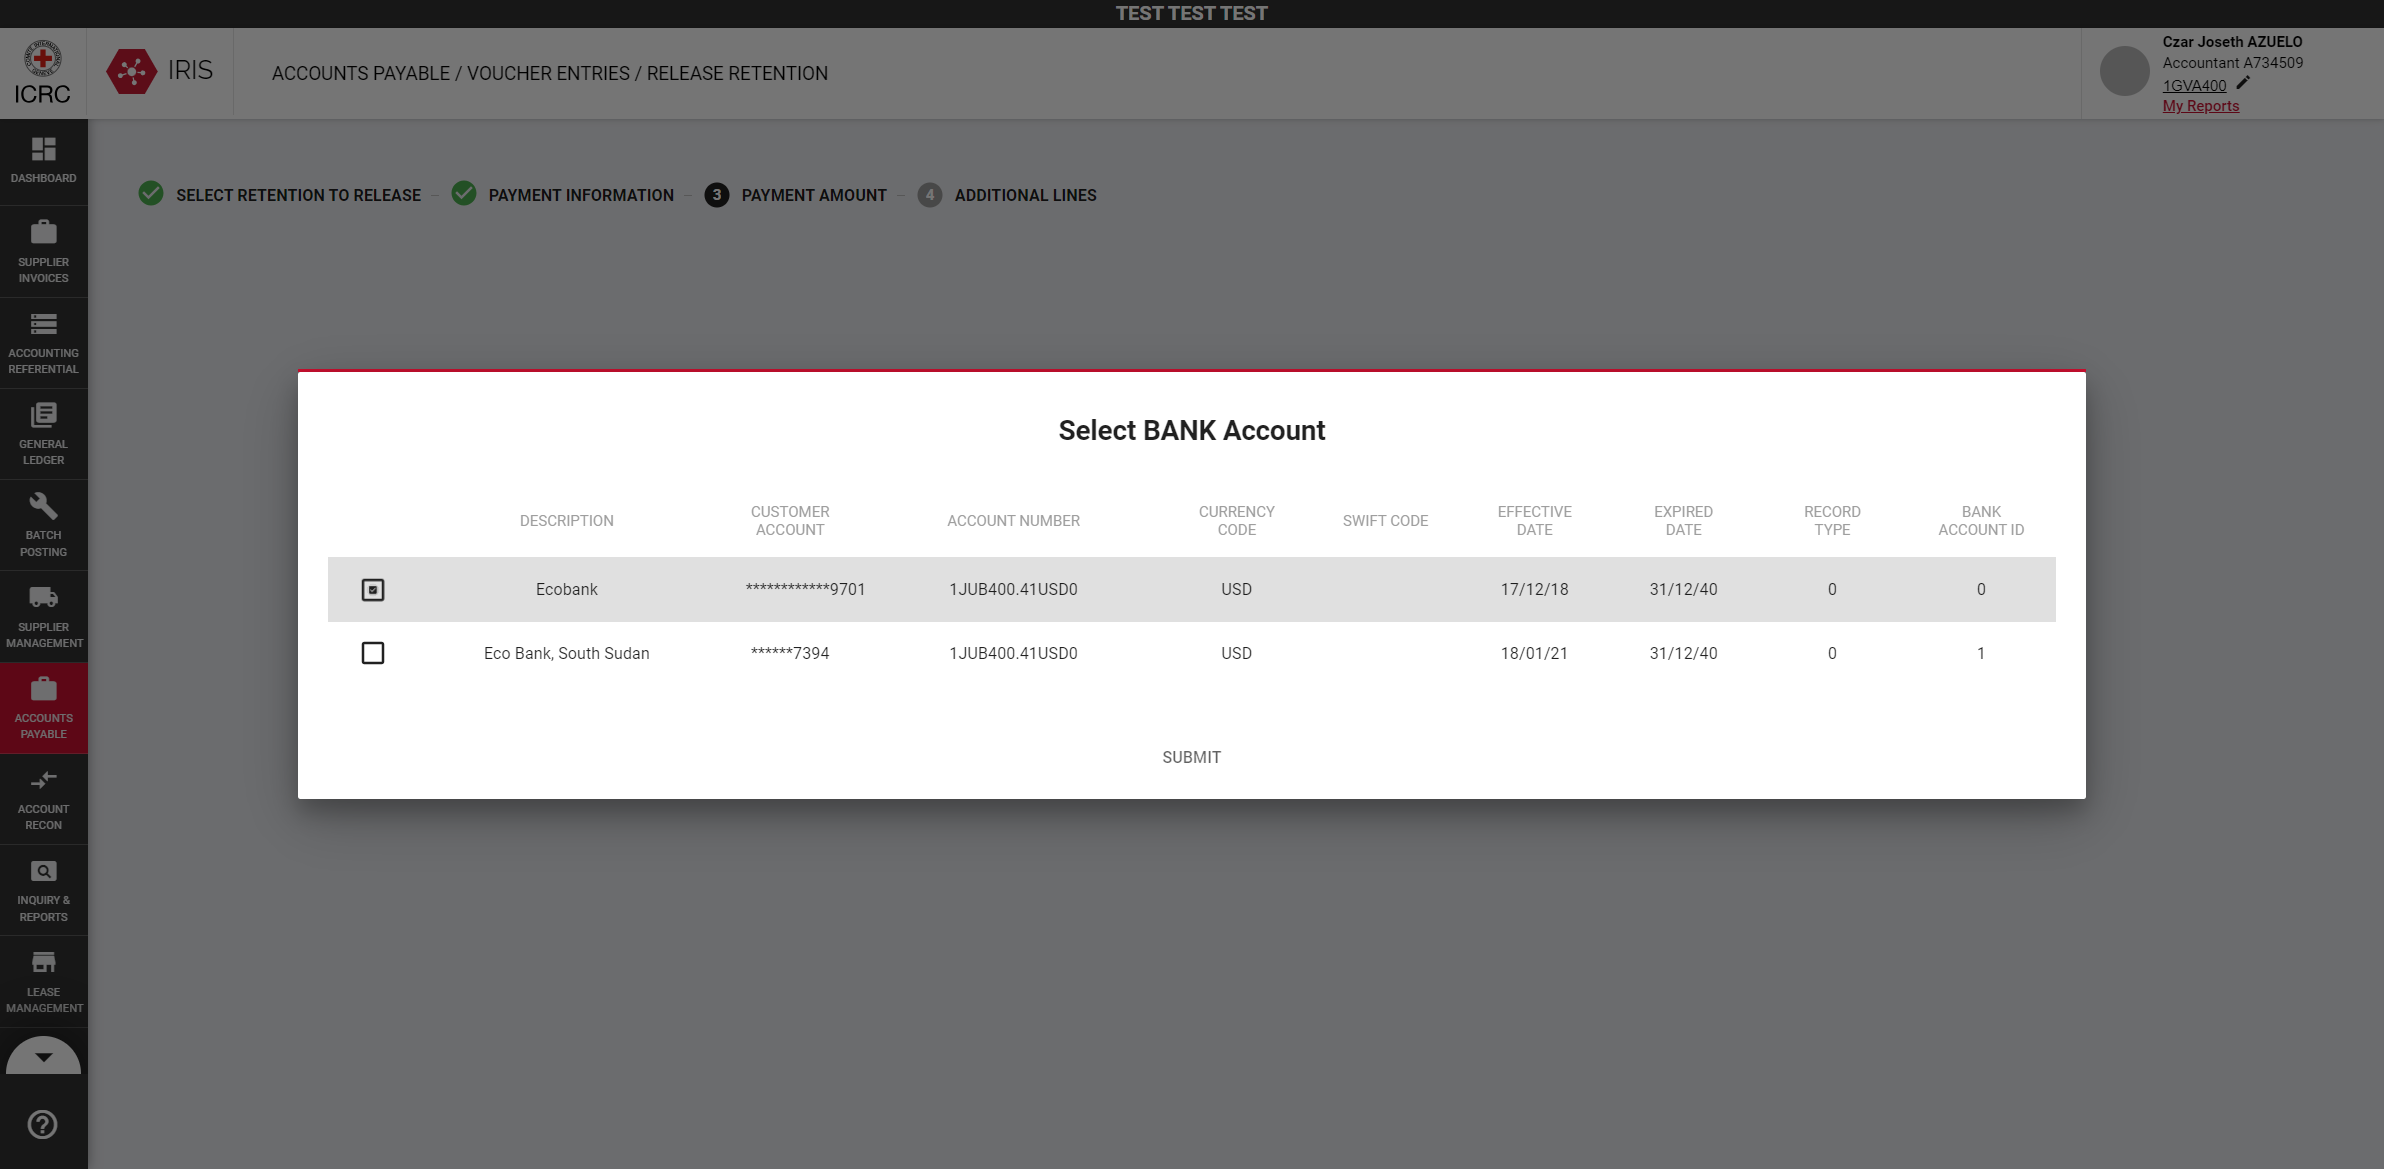 TEST TEST TEST
ICRC
IRIS
ACCOUNTS PAYABLE / VOUCHER ENTRIES / RELEASE RETENTION
Czar Joseth AZUELO
Accountant A734509
1GVA400
My Reports
DASHBOARD
SUPPLIER
INVOICES
ACCOUNTING
REFERENTIAL
GENERAL
LEDGER
BATCH
POSTING
SUPPLIER
MANAGEMENT
ACCOUNTS
PAYABLE
ACCOUNT
RECON
INQUIRY &
REPORTS
LEASE
MANAGEMENT
SELECT RETENTION TO RELEASE – PAYMENT INFORMATION – 3 PAYMENT AMOUNT – 4 ADDITIONAL LINES
Select BANK Account
DESCRIPTION CUSTOMER ACCOUNT ACCOUNT NUMBER CURRENCY CODE SWIFT CODE EFFECTIVE DATE EXPIRED DATE RECORD TYPE BANK ACCOUNT ID
Ecobank ************9701 1JUB400.41USD0 USD 17/12/18 31/12/40 0 0
Eco Bank, South Sudan ******7394 1JUB400.41USD0 USD 18/01/21 31/12/40 0 1
SUBMIT